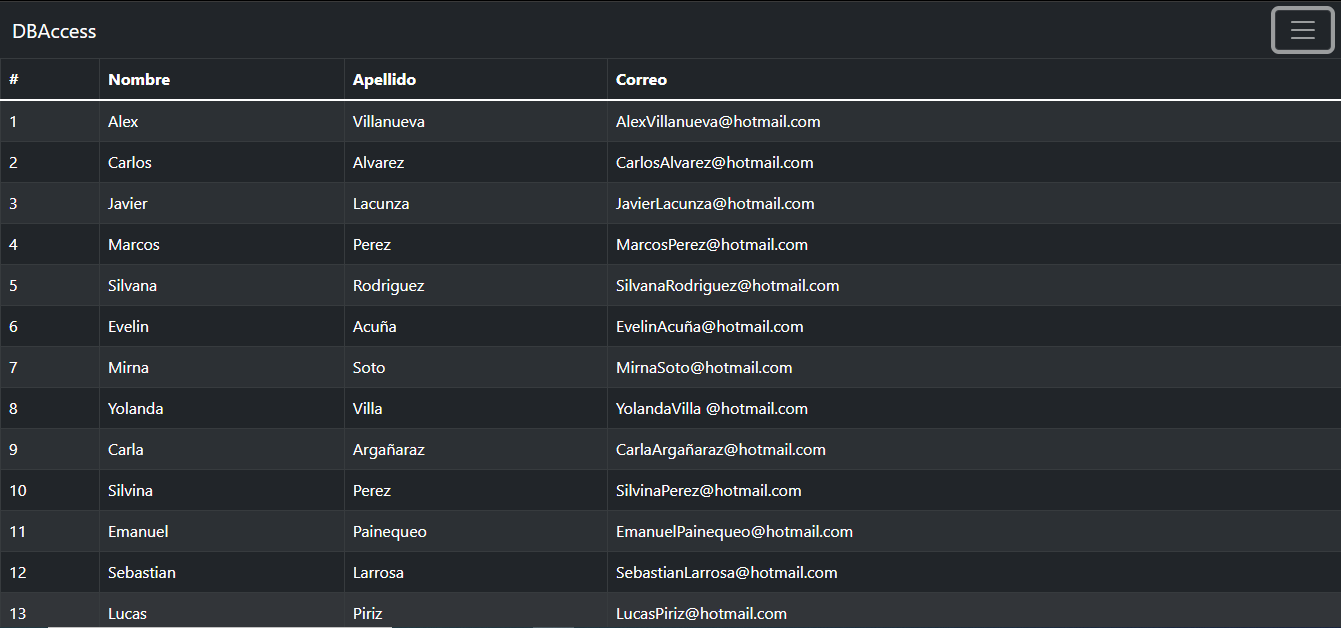 DBAccess
# Nombre Apellido Correo
1 Alex Villanueva AlexVillanueva@hotmail.com
2 Carlos Alvarez CarlosAlvarez@hotmail.com
3 Javier Lacunza JavierLacunza@hotmail.com
4 Marcos Perez MarcosPerez@hotmail.com
5 Silvana Rodriguez SilvanaRodriguez@hotmail.com
6 Evelin Acuña EvelinAcuña@hotmail.com
7 Mirna Soto MirnaSoto@hotmail.com
8 Yolanda Villa YolandaVilla @hotmail.com
9 Carla Argañaraz CarlaArgañaraz@hotmail.com
10 Silvina Perez SilvinaPerez@hotmail.com
11 Emanuel Painequeo EmanuelPainequeo@hotmail.com
12 Sebastian Larrosa SebastianLarrosa@hotmail.com
13 Lucas Piriz LucasPiriz@hotmail.com